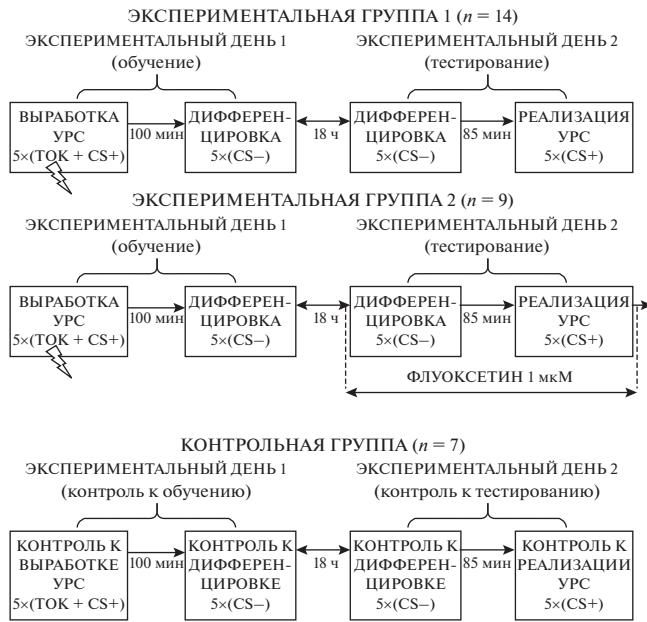 ЭКСПЕРИМЕНТАЛЬНАЯ ГРУППА 1 (n = 14)
ЭКСПЕРИМЕНТАЛЬНЫЙ ДЕНЬ 1
(обучение)
ЭКСПЕРИМЕНТАЛЬНЫЙ ДЕНЬ 2
(тестирование)
ВЫРАБОТКА
УРС
5×(ТОК + CS+)
100 мин
ДИФФЕРЕН-
ЦИРОВКА
5×(CS–)
18 ч
ДИФФЕРЕН-
ЦИРОВКА
5×(CS–)
85 мин
РЕАЛИЗАЦИЯ
УРС
5×(CS+)
ЭКСПЕРИМЕНТАЛЬНАЯ ГРУППА 2 (n = 9)
ЭКСПЕРИМЕНТАЛЬНЫЙ ДЕНЬ 1
(обучение)
ЭКСПЕРИМЕНТАЛЬНЫЙ ДЕНЬ 2
(тестирование)
ВЫРАБОТКА
УРС
5×(ТОК + CS+)
100 мин
ДИФФЕРЕН-
ЦИРОВКА
5×(CS–)
18 ч
ДИФФЕРЕН-
ЦИРОВКА
5×(CS–)
85 мин
РЕАЛИЗАЦИЯ
УРС
5×(CS+)
ФЛУОКСЕТИН 1 мкМ
КОНТРОЛЬНАЯ ГРУППА (n = 7)
ЭКСПЕРИМЕНТАЛЬНЫЙ ДЕНЬ 1
(контроль к обучению)
ЭКСПЕРИМЕНТАЛЬНЫЙ ДЕНЬ 2
(контроль к тестированию)
КОНТРОЛЬ К
ВЫРАБОТКЕ
УРС
5×(ТОК + CS+)
100 мин
КОНТРОЛЬ К
ДИФФЕРЕН-
ЦИРОВКЕ
5×(CS–)
18 ч
КОНТРОЛЬ К
ДИФФЕРЕН-
ЦИРОВКЕ
5×(CS–)
85 мин
КОНТРОЛЬ К
РЕАЛИЗАЦИИ
УРС
5×(CS+)